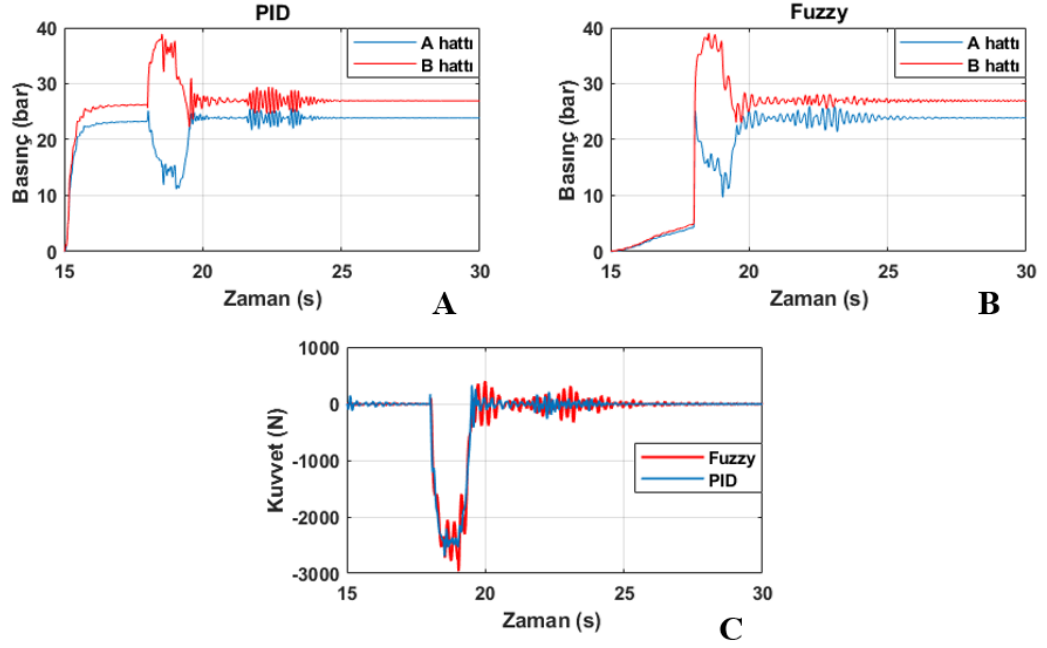 PID
40
30
20
10
0
Basınç (bar)
A hattı
B hattı
15 20 25 30
Zaman (s)
A
Fuzzy
40
30
20
10
0
Basınç (bar)
A hattı
B hattı
15 20 25 30
Zaman (s)
B
1000
0
-1000
-2000
-3000
Kuvvet (N)
Fuzzy
PID
15 20 25 30
Zaman (s)
C